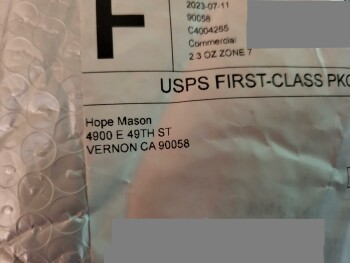 F
2023-07-11
90058
C4004265
Commercial
2.3 OZ ZONE 7
USPS FIRST-CLASS PKG
Hope Mason
4900 E 49TH ST
VERNON CA 90058